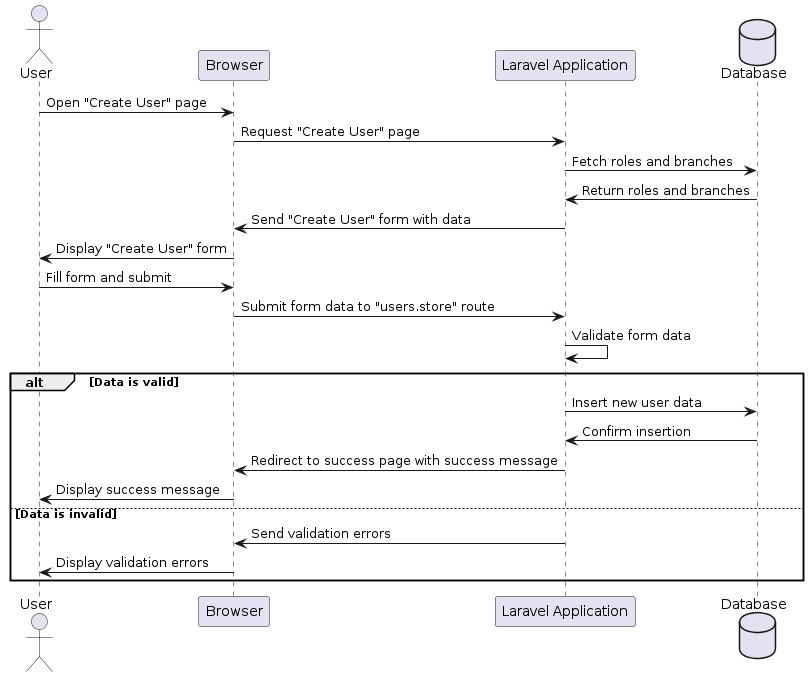 User
Browser
Laravel Application
Database
Open "Create User" page
Request "Create User" page
Fetch roles and branches
Return roles and branches
Send "Create User" form with data
Display "Create User" form
Fill form and submit
Submit form data to "users.store" route
Validate form data
alt [Data is valid]
Insert new user data
Confirm insertion
Redirect to success page with success message
Display success message
[Data is invalid]
Send validation errors
Display validation errors
User
Browser
Laravel Application
Database